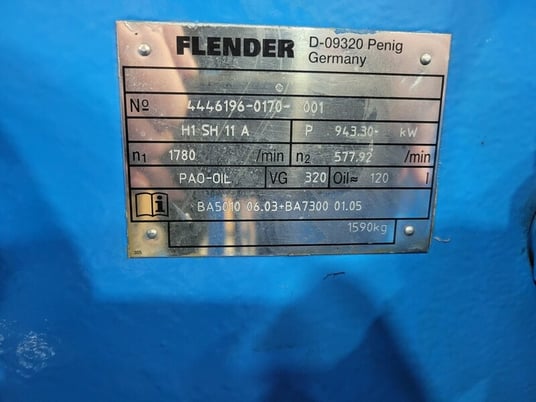 FLENDER D-09320 Penig
Germany
No 4446196-0170- 001
H1 SH 11 A P 943.30- kW
n1 1780 /min n2 577.92 /min
PAO-OIL VG 320 Oil≈ 120 l
BA5010 06.03+BA7300 01.05
1590kg